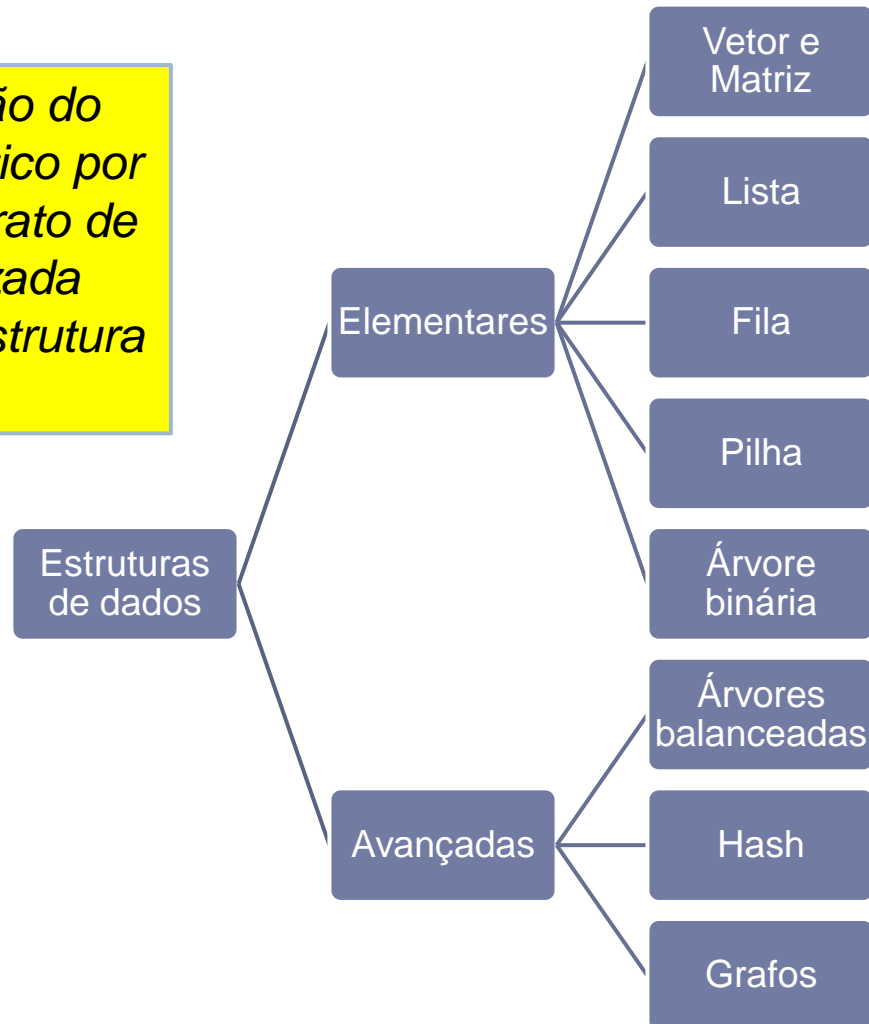 ão do
ico por
rato de
zada
strutura
Estruturas
de dados
Elementares
Vetor e
Matriz
Lista
Fila
Pilha
Árvore
binária
Avançadas
Árvores
balanceadas
Hash
Grafos